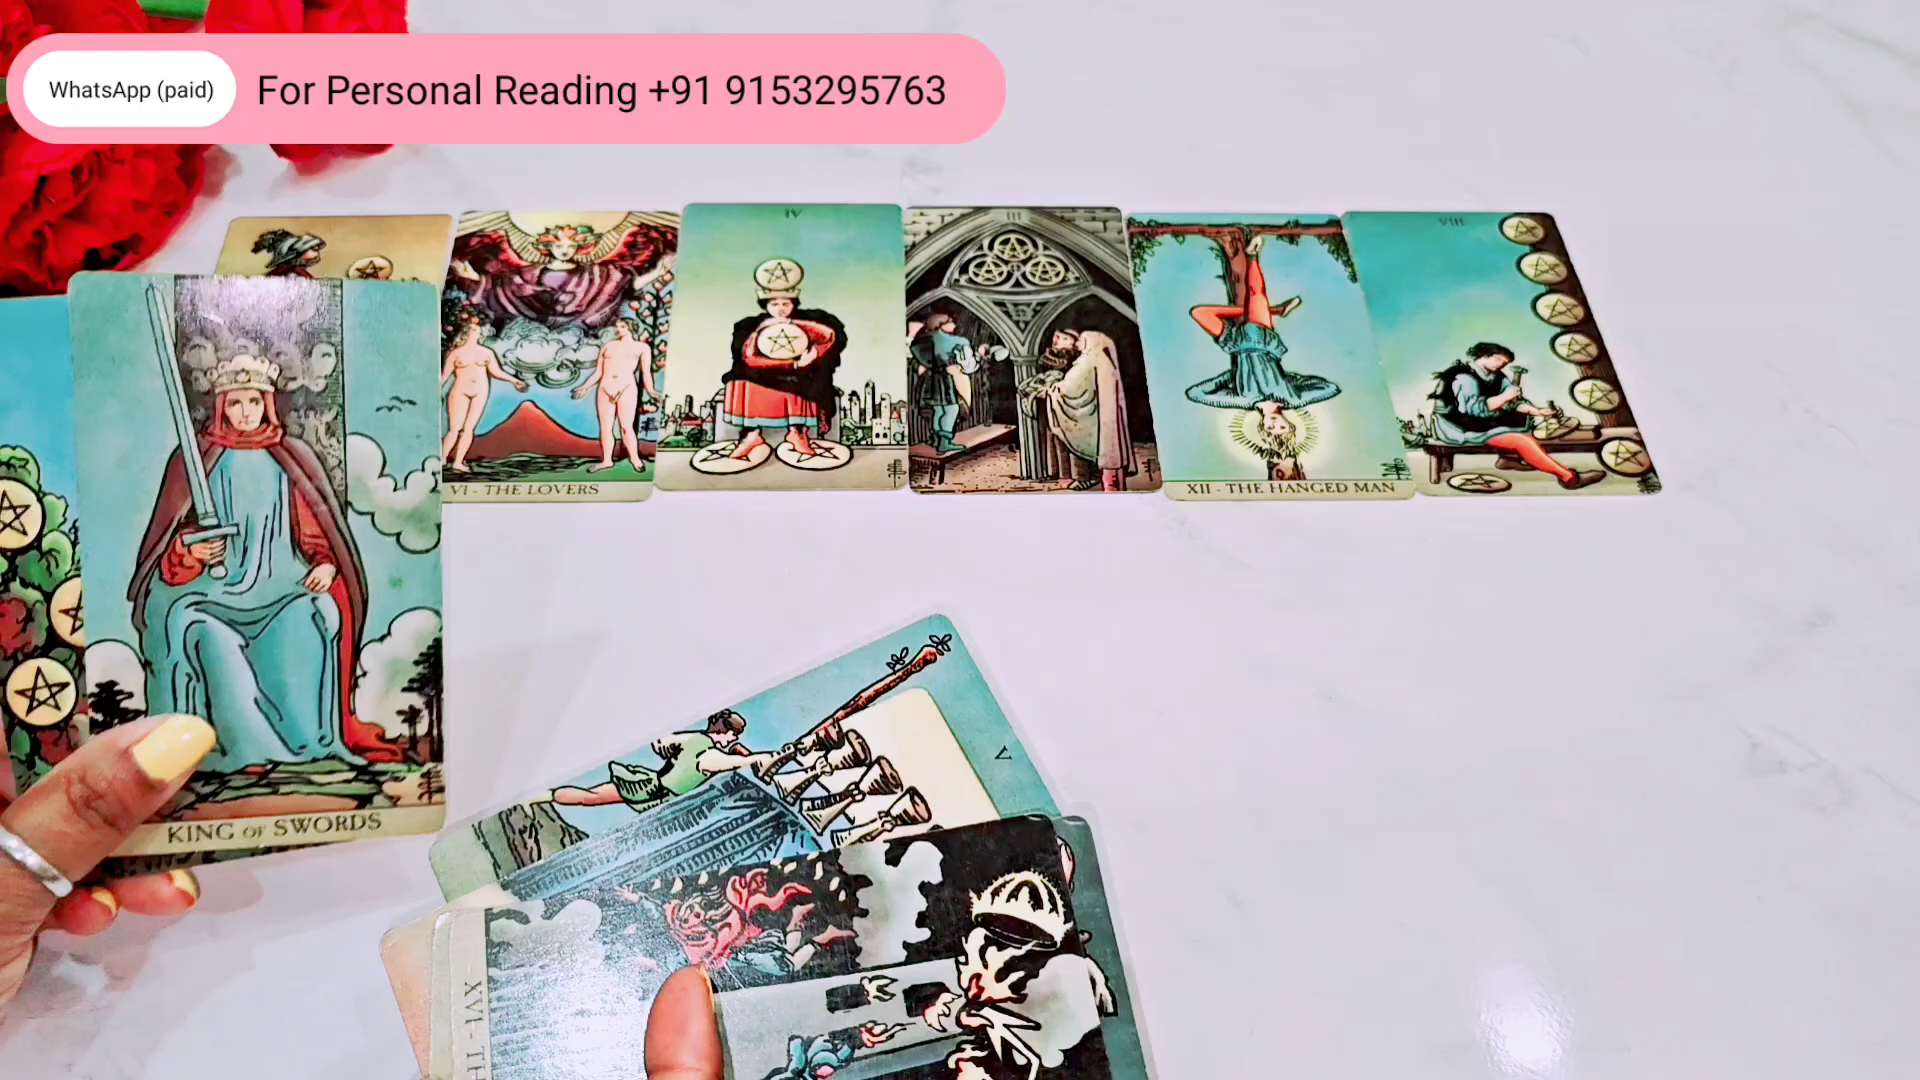 WhatsApp (paid) For Personal Reading +91 9153295763
IV
III
VIII
VI - THE LOVERS
XII - THE HANGED MAN
KING OF SWORDS
V
XVI - TH